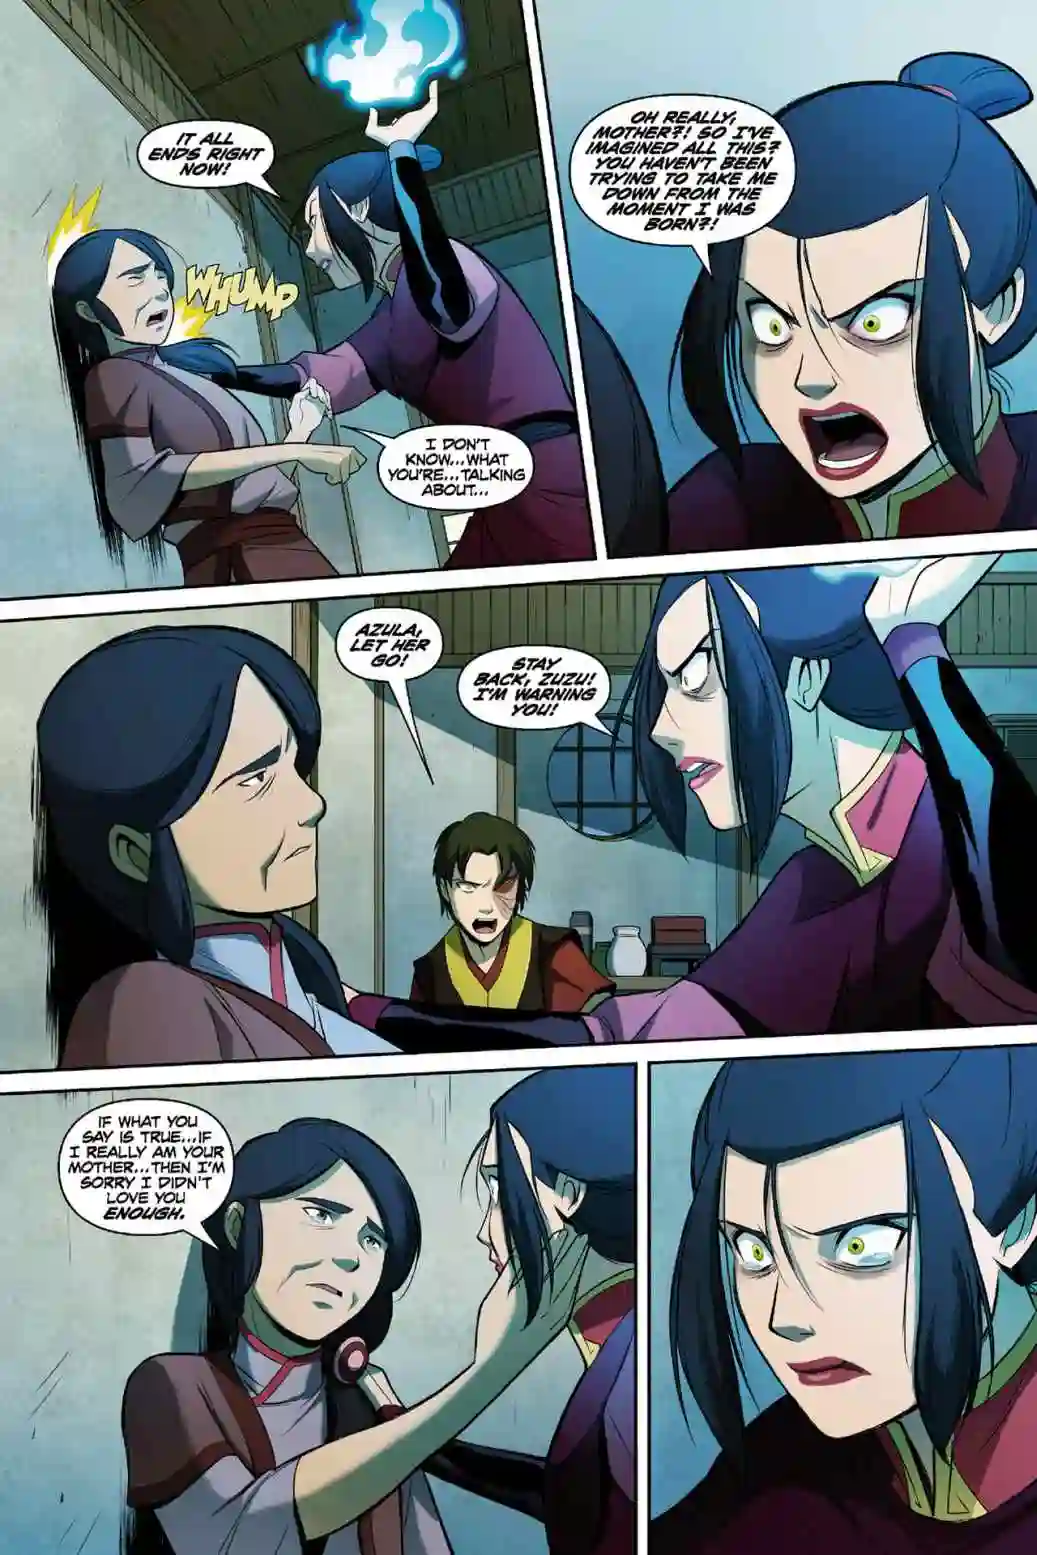 IT ALL
ENDS RIGHT
NOW!
WHUMP
I DON'T
KNOW...WHAT
YOU'RE...TALKING
ABOUT...
OH REALLY,
MOTHER?! SO I'VE
IMAGINED ALL THIS?
YOU HAVEN'T BEEN
TRYING TO TAKE ME
DOWN FROM THE
MOMENT I WAS
BORN?!
AZULA,
LET HER
GO!
STAY
BACK, ZUZU!
I'M WARNING
YOU!
IF WHAT YOU
SAY IS TRUE...IF
I REALLY AM YOUR
MOTHER...THEN I'M
SORRY I DIDN'T
LOVE YOU
ENOUGH.